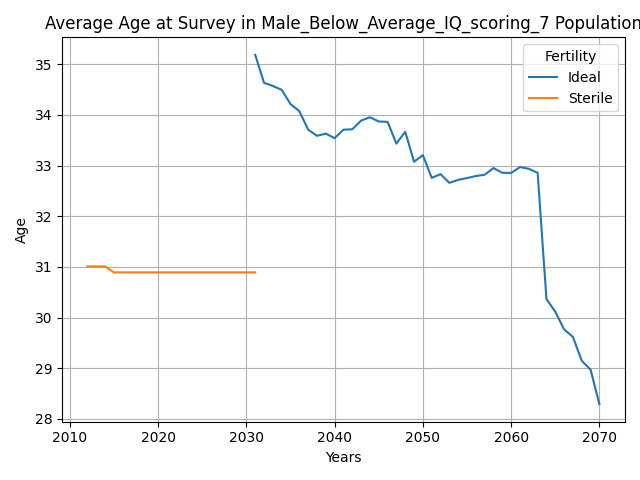 Average Age at Survey in Male_Below_Average_IQ_scoring_7 Population
Fertility
Ideal
Sterile
35
34
33
32
31
30
29
28
Age
2010 2020 2030 2040 2050 2060 2070
Years